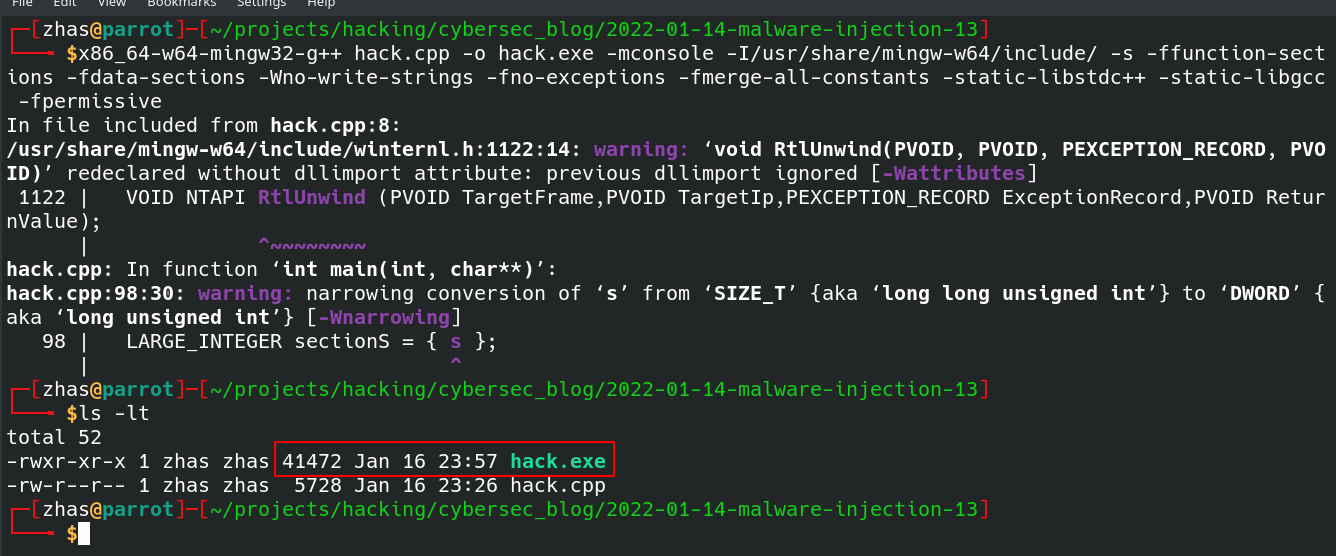 File Edit View Bookmarks Settings Help
┌─[zhas@parrot]─[~/projects/hacking/cybersec_blog/2022-01-14-malware-injection-13]
└──╼ $x86_64-w64-mingw32-g++ hack.cpp -o hack.exe -mconsole -I/usr/share/mingw-w64/include/ -s -ffunction-sect
ions -fdata-sections -Wno-write-strings -fno-exceptions -fmerge-all-constants -static-libstdc++ -static-libgcc
 -fpermissive
In file included from hack.cpp:8:
/usr/share/mingw-w64/include/winternl.h:1122:14: warning: ‘void RtlUnwind(PVOID, PVOID, PEXCEPTION_RECORD, PVO
ID)’ redeclared without dllimport attribute: previous dllimport ignored [-Wattributes]
 1122 |   VOID NTAPI RtlUnwind (PVOID TargetFrame,PVOID TargetIp,PEXCEPTION_RECORD ExceptionRecord,PVOID Retur
nValue);
      |              ^~~~~~~~~
hack.cpp: In function ‘int main(int, char**)’:
hack.cpp:98:30: warning: narrowing conversion of ‘s’ from ‘SIZE_T’ {aka ‘long long unsigned int’} to ‘DWORD’ {
aka ‘long unsigned int’} [-Wnarrowing]
   98 |   LARGE_INTEGER sectionS = { s };
      |                              ^
┌─[zhas@parrot]─[~/projects/hacking/cybersec_blog/2022-01-14-malware-injection-13]
└──╼ $ls -lt
total 52
-rwxr-xr-x 1 zhas zhas 41472 Jan 16 23:57 hack.exe
-rw-r--r-- 1 zhas zhas  5728 Jan 16 23:26 hack.cpp
┌─[zhas@parrot]─[~/projects/hacking/cybersec_blog/2022-01-14-malware-injection-13]
└──╼ $